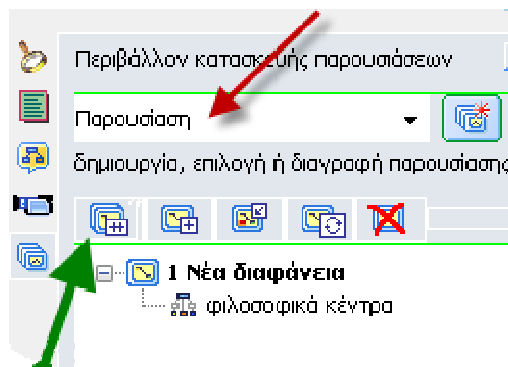 Περιβάλλον κατασκευής παρουσιάσεων
Παρουσίαση
δημιουργία, επιλογή ή διαγραφή παρουσίασης
1 Νέα διαφάνεια
φιλοσοφικά κέντρα